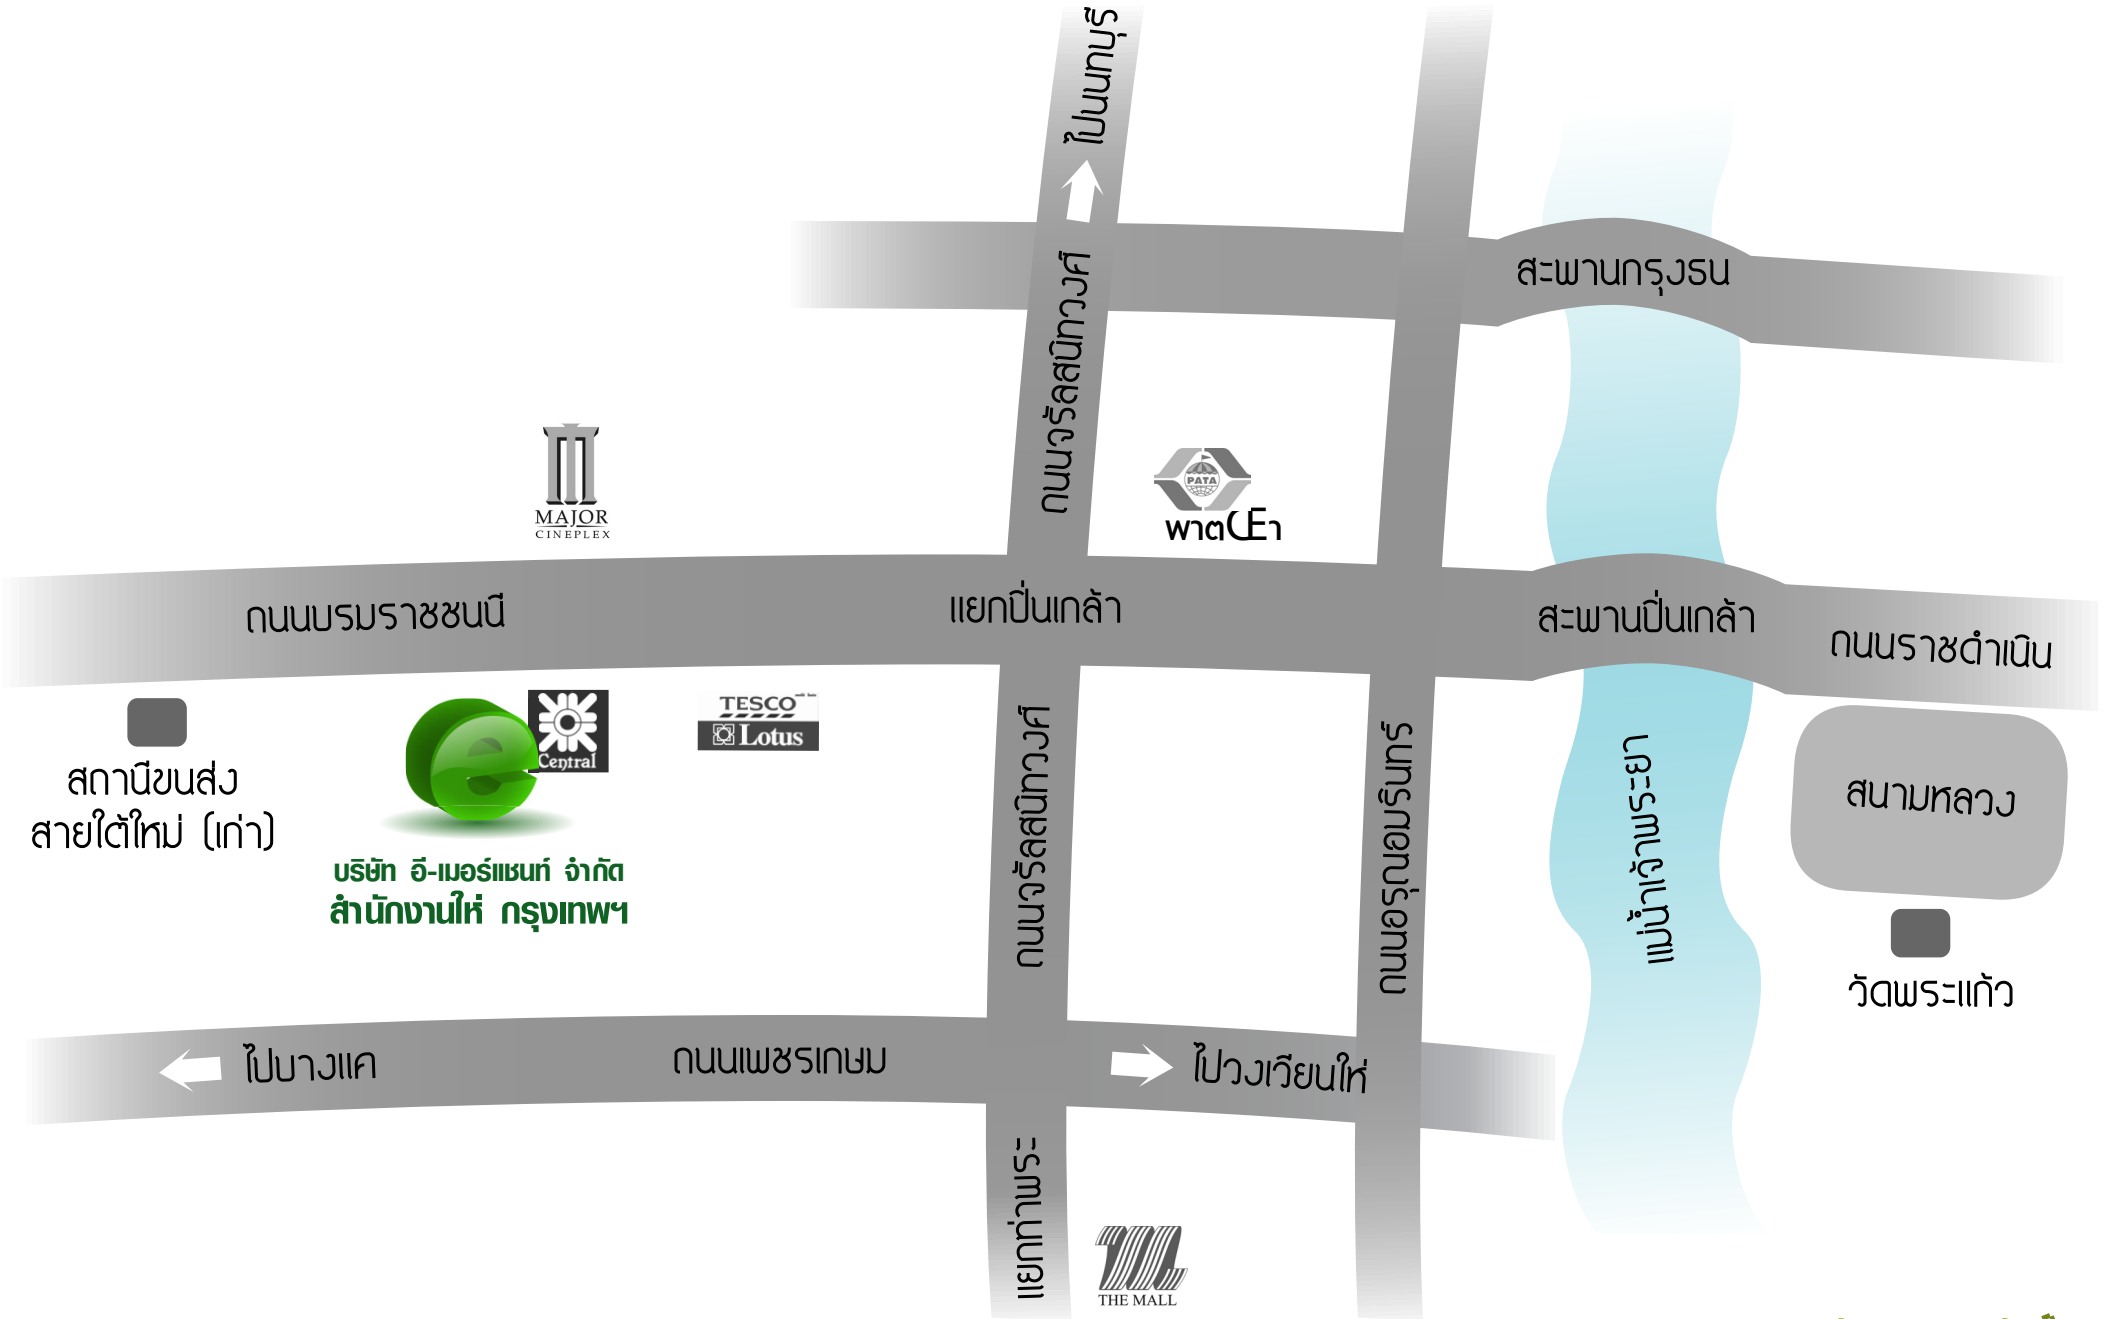 ไปนนทบุรี
สะพานกรุงธน
ถนนจรัลสนิทวงศ์
MAJOR
CINEPLEX
PATA
พาต
ถนนบรมราชชนนี
แยกปิ่นเกล้า
สะพานปิ่นเกล้า
ถนนราชดำเนิน
สถานีขนส่ง
สายใต้ใหม่ (เก่า)
e
Central
TESCO
Lotus
บริษัท อี-เมอร์แชนท์ จำกัด
สำนักงานให่ กรุงเทพฯ
ถนนจรัลสนิทวงศ์
ถนนอรุณอมรินทร์
แม่น้ำเจ้าพระยา
สนามหลวง
วัดพระแก้ว
ไปบางแค
ถนนเพชรเกษม
ไปวงเวียนให่
แยกท่าพระ
THE MALL